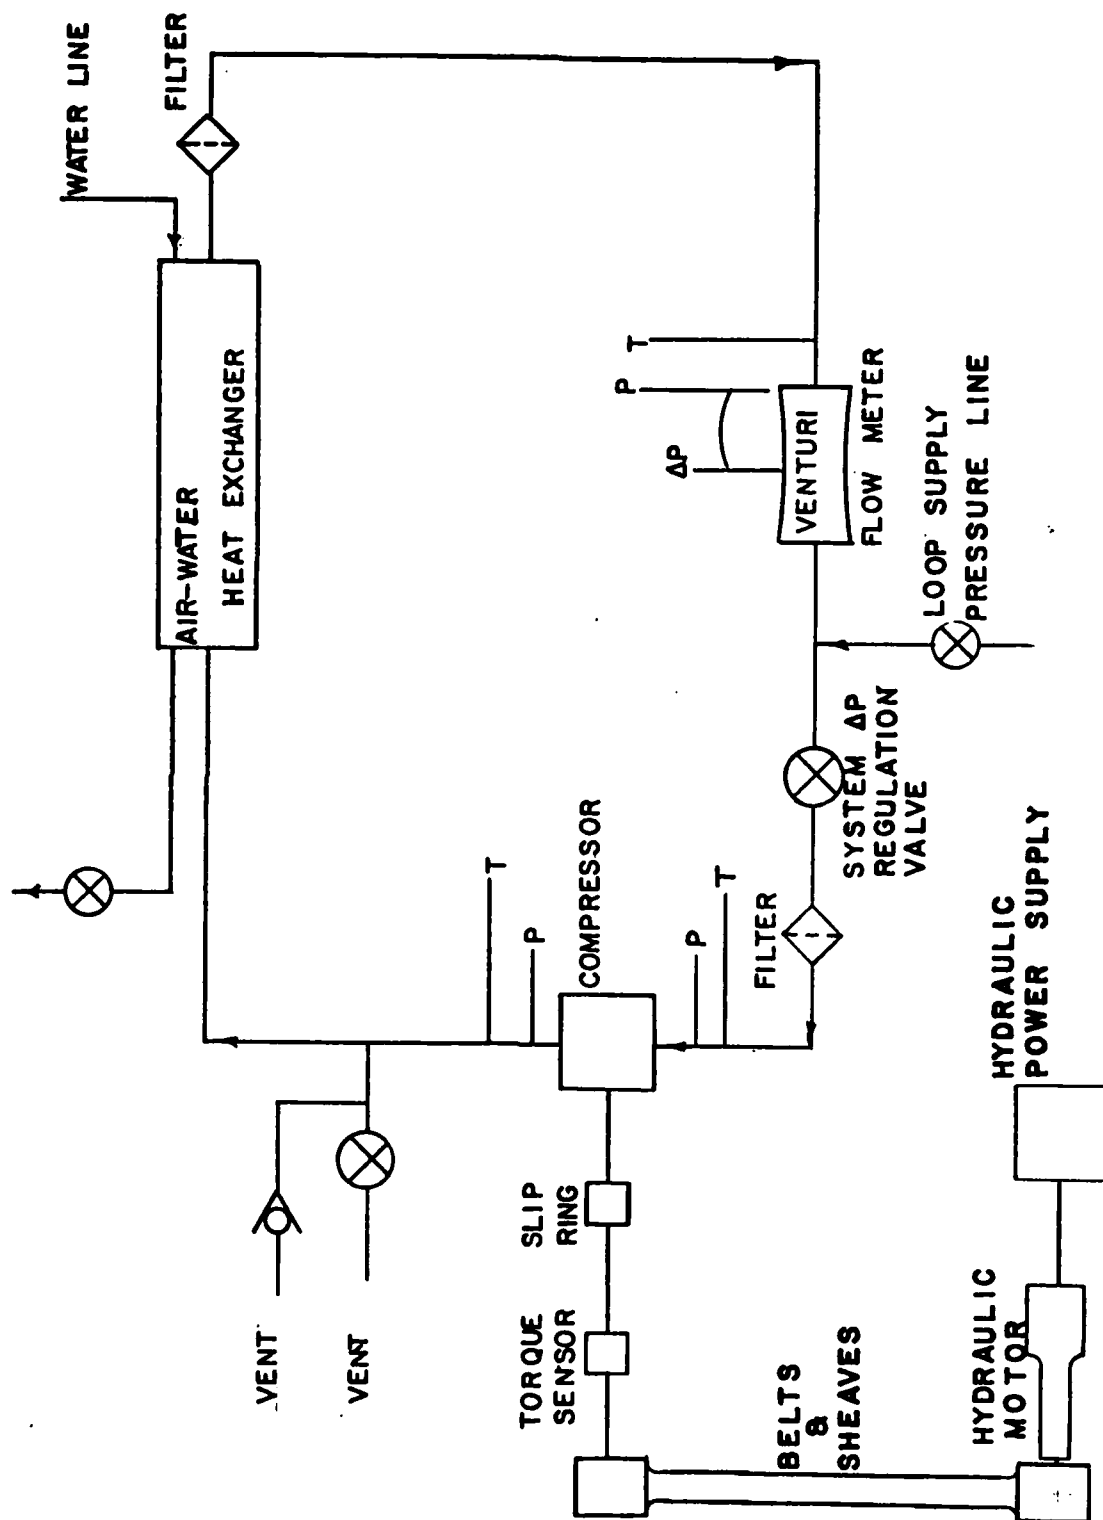 WATER LINE
FILTER
AIR-WATER
HEAT EXCHANGER
T
P
ΔP
VENTURI
FLOW METER
LOOP SUPPLY
PRESSURE LINE
SYSTEM ΔP
REGULATION
VALVE
FILTER
T
P
COMPRESSOR
P
T
VENT
VENT
SLIP
RING
TORQUE
SENSOR
BELTS
&
SHEAVES
HYDRAULIC
MOTOR
HYDRAULIC
POWER SUPPLY